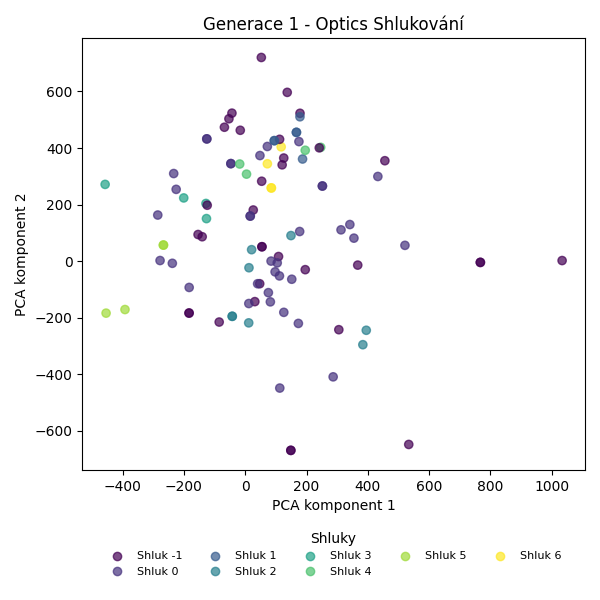 Generace 1 - Optics Shlukování
PCA komponent 2
600
400
200
0
−200
−400
−600
−400
−200
0
200
400
600
800
1000
PCA komponent 1
Shluky
Shluk -1
Shluk 1
Shluk 3
Shluk 5
Shluk 6
Shluk 0
Shluk 2
Shluk 4